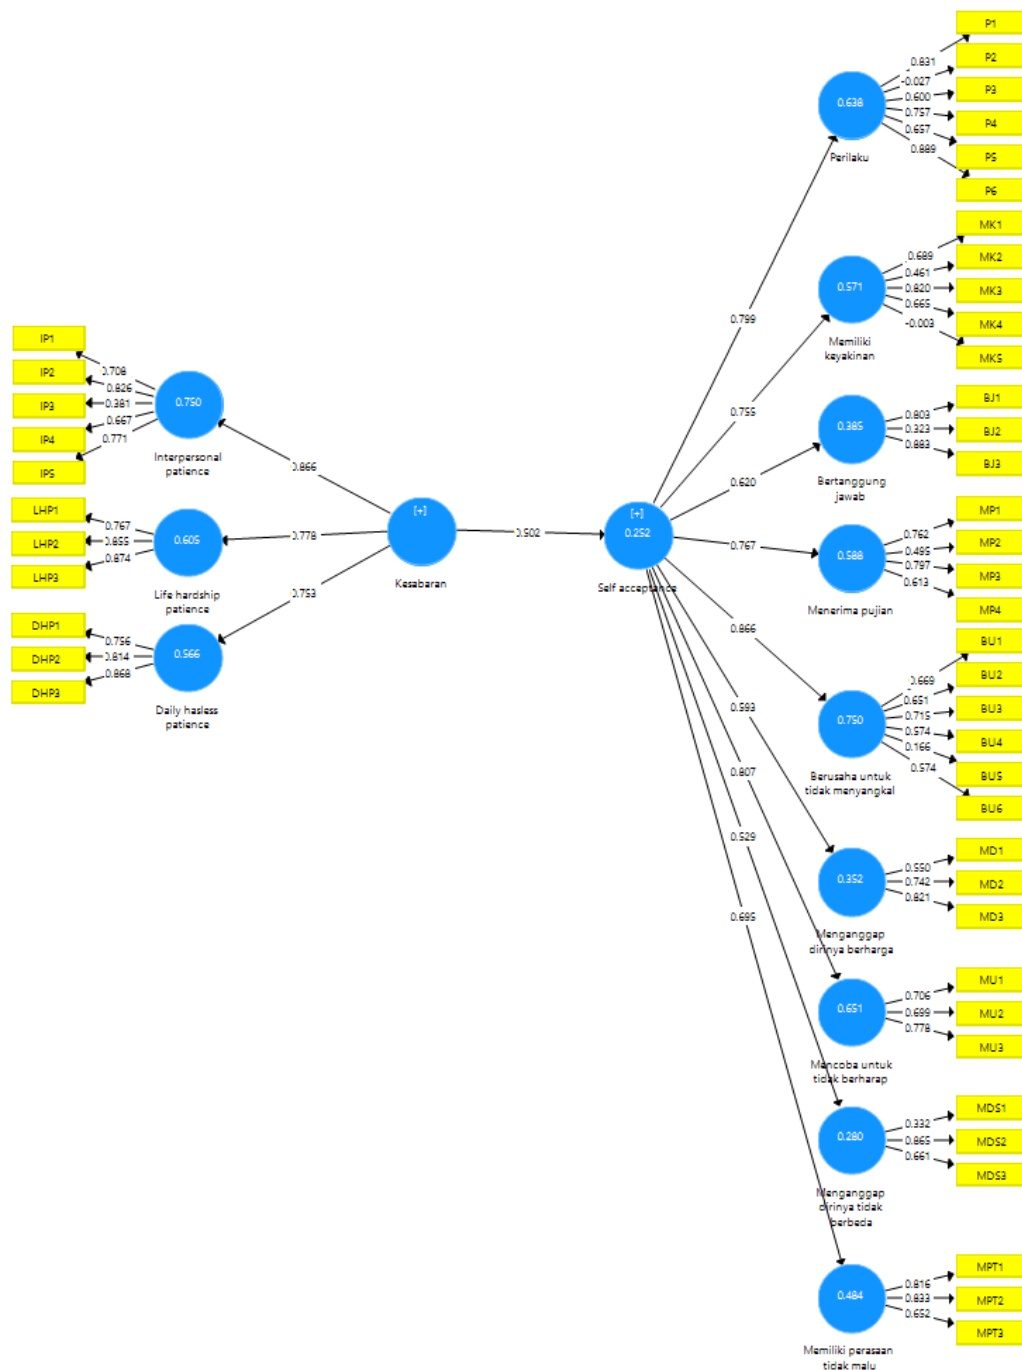 P1
0.831
P2
-0.027
P3
0.600
P4
0.757
P5
0.657
P6
0.889
0.638
Perilaku
MK1
0.689
MK2
0.461
MK3
0.820
MK4
0.665
MK5
-0.003
0.571
Memiliki
keyakinan
0.799
0.755
IP1
0.708
IP2
0.826
IP3
0.381
IP4
0.667
IP5
0.771
0.750
Interpersonal
patience
0.866
BJ1
0.803
BJ2
0.323
BJ3
0.883
0.385
Bertanggung
jawab
0.620
LHP1
0.767
LHP2
0.855
LHP3
0.874
0.605
Life hardship
patience
0.778
[+]
Kesabaran
0.502
[+]
0.252
Self acceptance
0.767
MP1
0.762
MP2
0.495
MP3
0.797
MP4
0.613
0.588
Menerima pujian
DHP1
0.756
DHP2
0.814
DHP3
0.868
0.566
Daily hasless
patience
0.753
0.866
BU1
0.669
BU2
0.651
BU3
0.715
BU4
0.574
BU5
0.166
BU6
0.574
0.750
Berusaha untuk
tidak menyangkal
0.593
0.807
0.529
0.695
MD1
0.550
MD2
0.742
MD3
0.821
0.352
Menganggap
dirinya berharga
MU1
0.706
MU2
0.699
MU3
0.778
0.651
Mencoba untuk
tidak berharap
MDS1
0.332
MDS2
0.865
MDS3
0.661
0.280
Menganggap
dirinya tidak
berbeda
MPT1
0.816
MPT2
0.833
MPT3
0.652
0.484
Memiliki perasaan
tidak malu